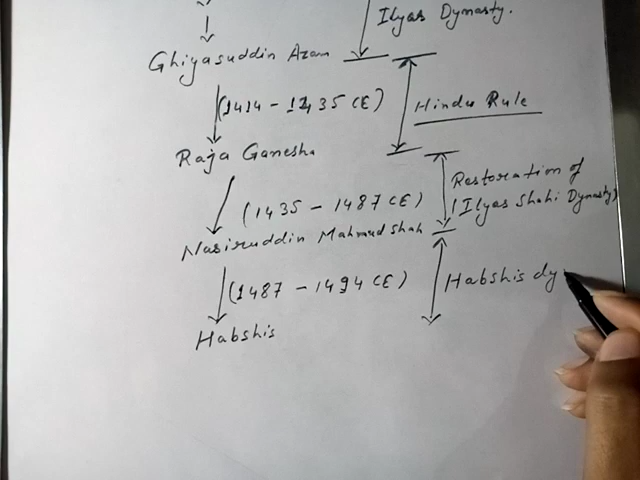 Ilyas Dynasty.
Ghiyasuddin Azam
(1414 - 1435 CE)
Hindu Rule
Raja Ganesha
Restoration of
(Ilyas Shahi Dynasty)
(1435 - 1487 CE)
Nasiruddin Mahmud Shah
(1487 - 1494 CE)
Habshis dy
Habshis